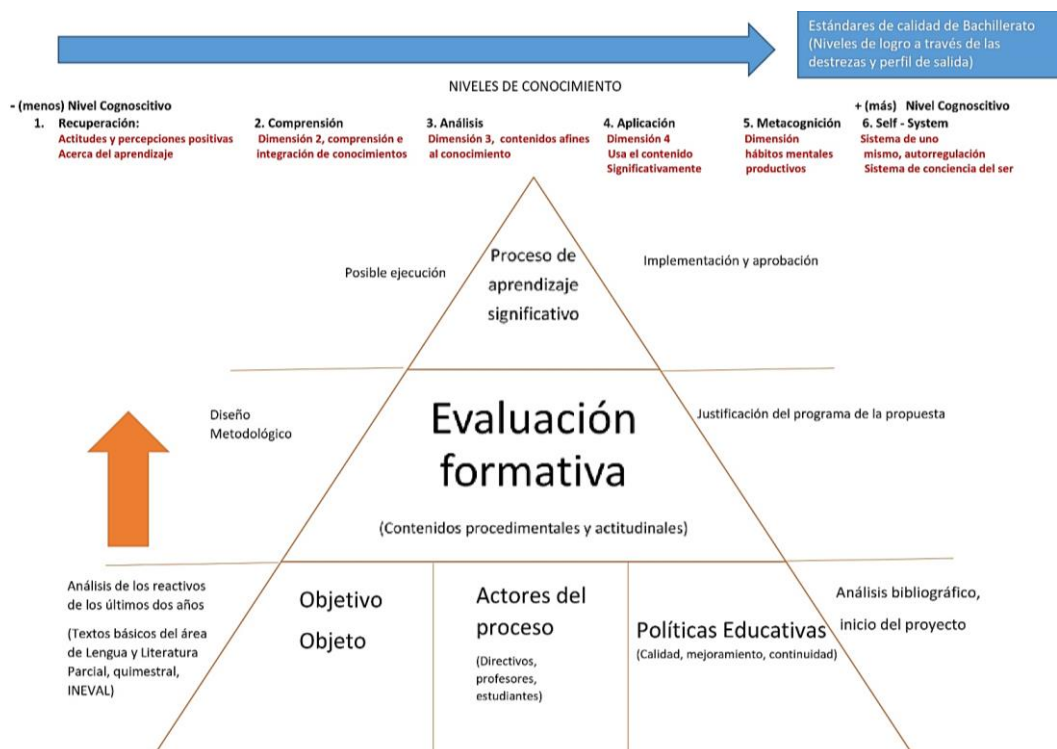 Estándares de calidad de Bachillerato
(Niveles de logro a través de las
destrezas y perfil de salida)
NIVELES DE CONOCIMIENTO
- (menos) Nivel Cognoscitivo
+ (más) Nivel Cognoscitivo
1. Recuperación:
Actitudes y percepciones positivas
Acerca del aprendizaje
2. Comprensión
Dimensión 2, comprensión e
integración de conocimientos
3. Análisis
Dimensión 3, contenidos afines
al conocimiento
4. Aplicación
Dimensión 4
Usa el contenido
Significativamente
5. Metacognición
Dimensión
hábitos mentales
productivos
6. Self - System
Sistema de uno
mismo, autorregulación
Sistema de conciencia del ser
Posible ejecución
Proceso de
aprendizaje
significativo
Implementación y aprobación
Diseño
Metodológico
Evaluación
formativa
(Contenidos procedimentales y actitudinales)
Justificación del programa de la propuesta
Análisis de los reactivos
de los últimos dos años
(Textos básicos del área
de Lengua y Literatura
Parcial, quimestral,
INEVAL)
Objetivo
Objeto
Actores del
proceso
(Directivos,
profesores,
estudiantes)
Políticas Educativas
(Calidad, mejoramiento, continuidad)
Análisis bibliográfico,
inicio del proyecto